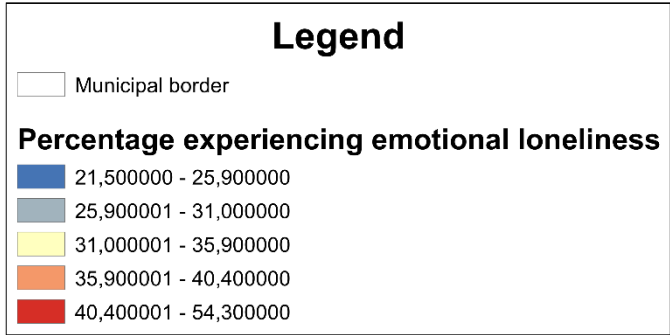 Legend
Municipal border
Percentage experiencing emotional loneliness
21,500000 - 25,900000
25,900001 - 31,000000
31,000001 - 35,900000
35,900001 - 40,400000
40,400001 - 54,300000